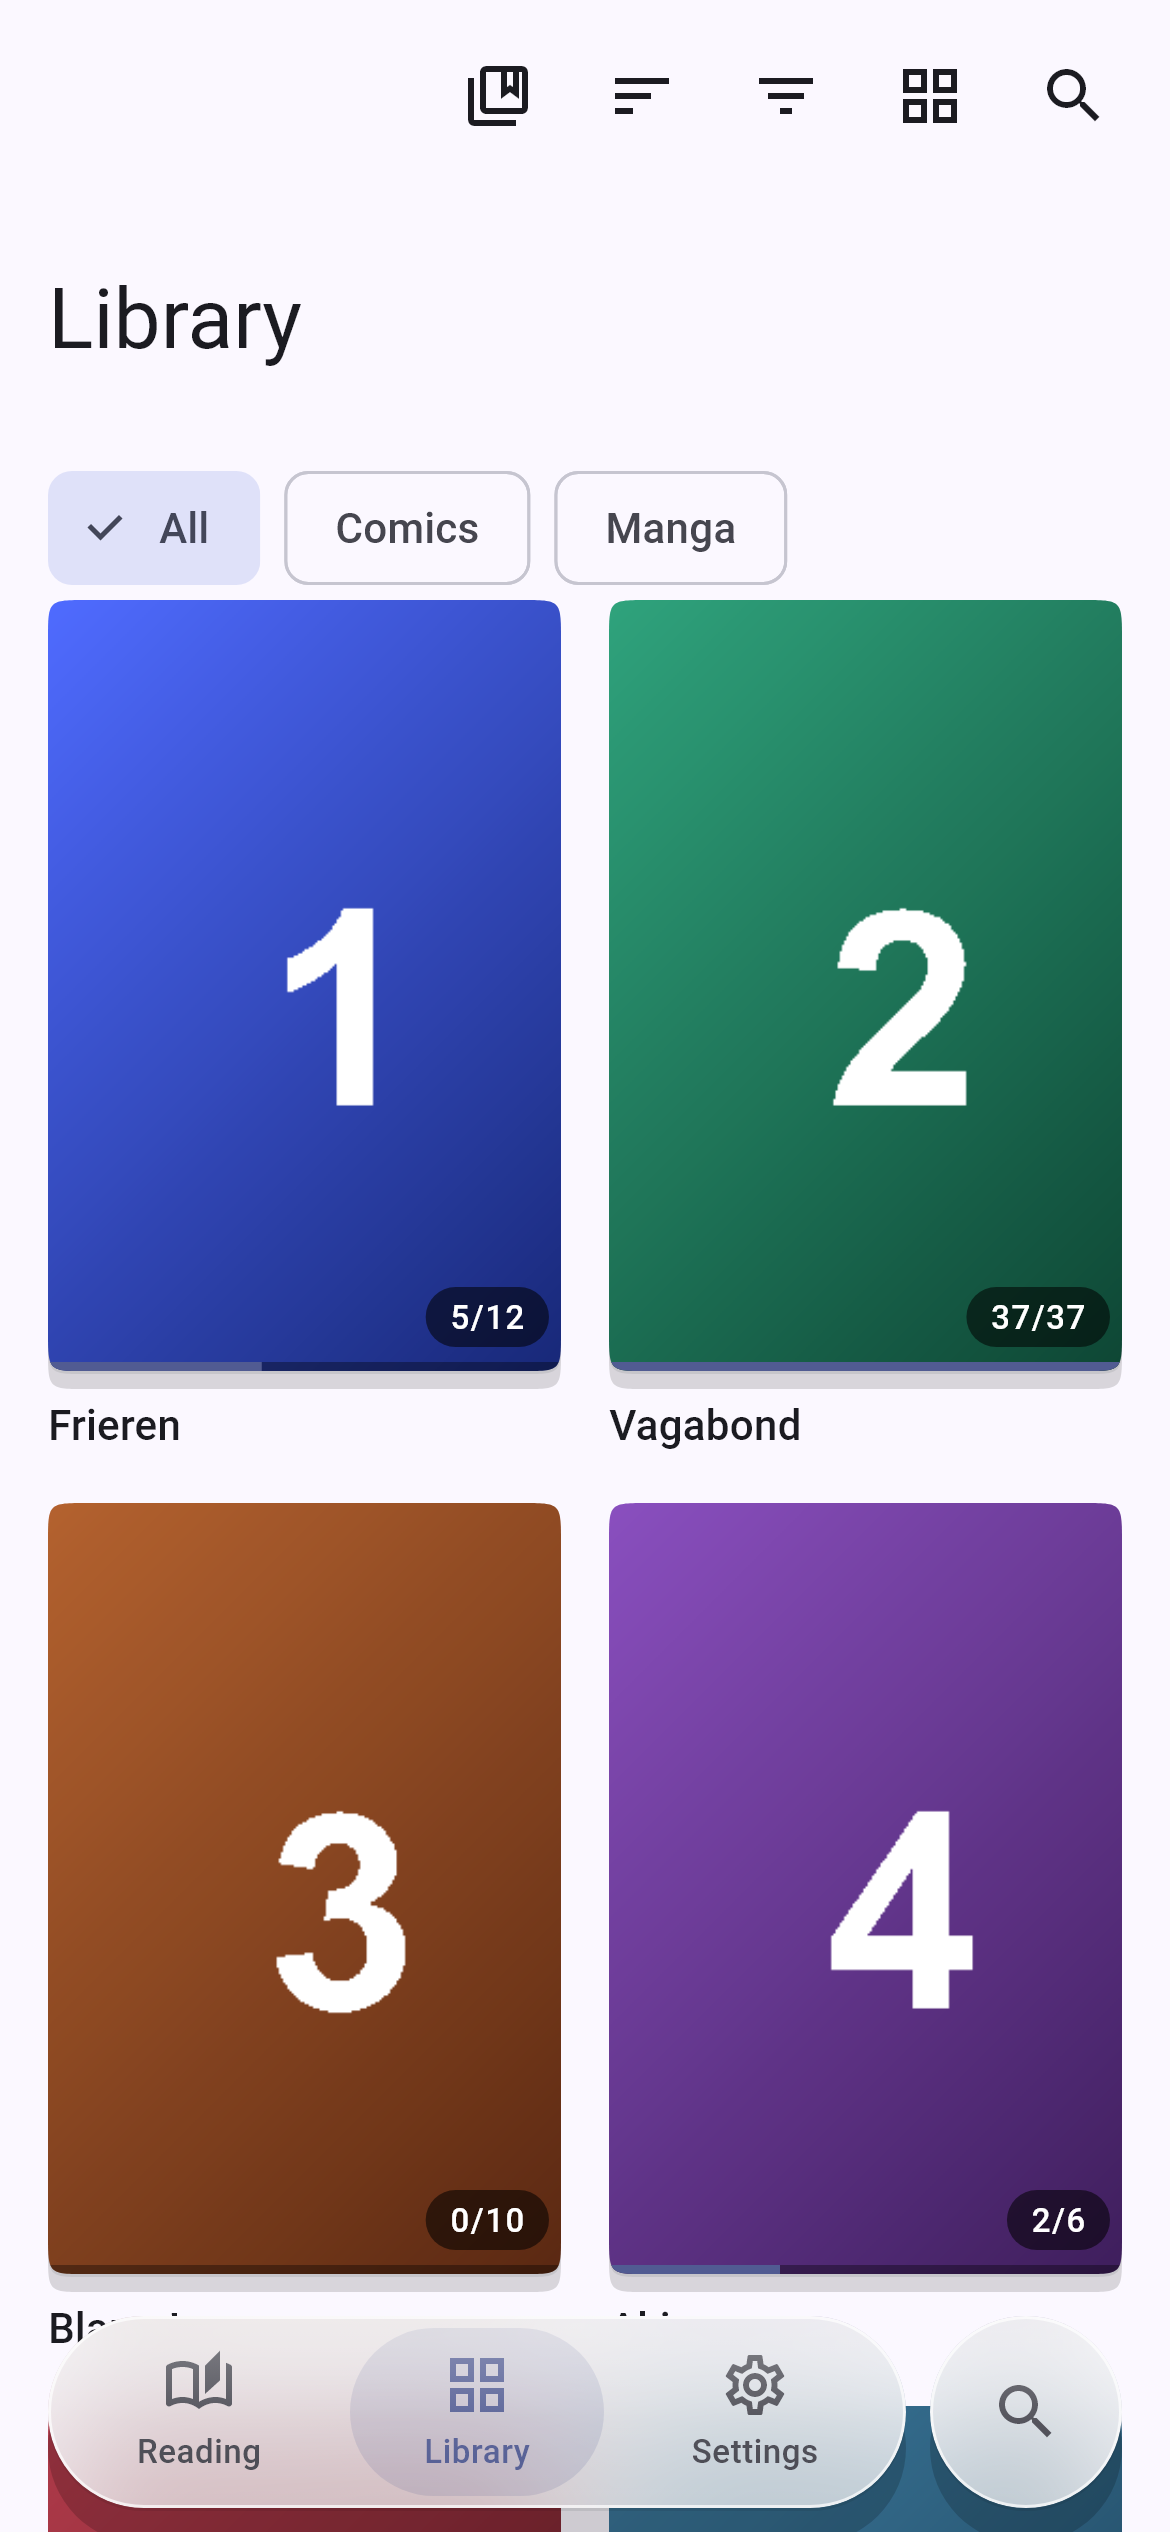 Library
All Comics Manga
1 2
5/12 37/37
Frieren Vagabond
3 4
0/10 2/6
Reading Library Settings